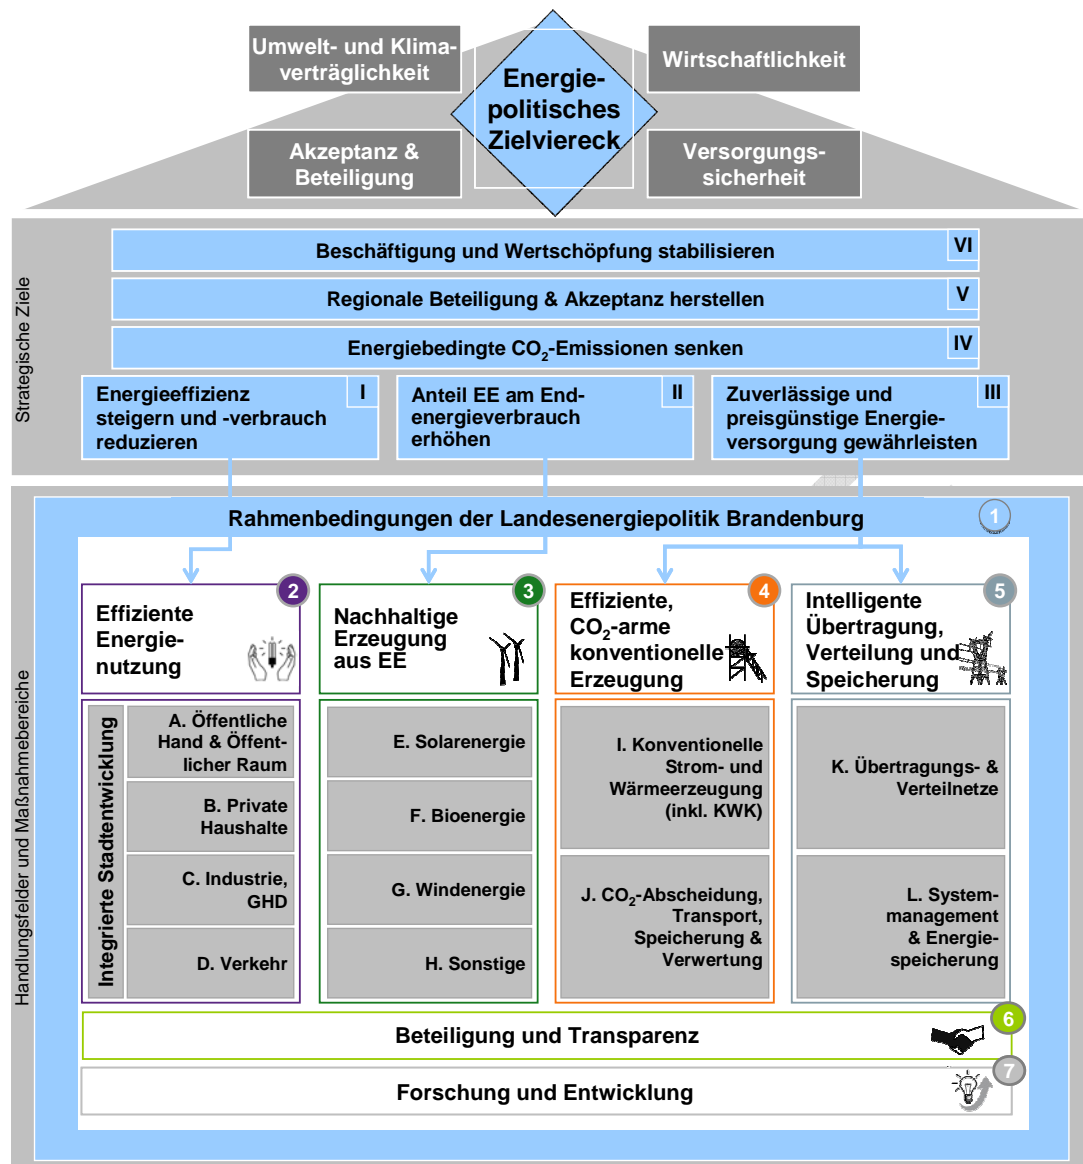 Umwelt- und Klima-
verträglichkeit
Energie-
politisches
Zielviereck
Wirtschaftlichkeit
Akzeptanz &
Beteiligung
Versorgungs-
sicherheit
Strategische Ziele
Beschäftigung und Wertschöpfung stabilisieren
VI
Regionale Beteiligung & Akzeptanz herstellen
V
Energiebedingte CO₂-Emissionen senken
IV
Energieeffizienz
steigern und -verbrauch
reduzieren
I
Anteil EE am End-
energieverbrauch
erhöhen
II
Zuverlässige und
preisgünstige Energie-
versorgung gewährleisten
III
Handlungsfelder und Maßnahmebereiche
Rahmenbedingungen der Landesenergiepolitik Brandenburg
1
2
Effiziente
Energie-
nutzung
3
Nachhaltige
Erzeugung
aus EE
4
Effiziente,
CO₂-arme
konventionelle
Erzeugung
5
Intelligente
Übertragung,
Verteilung und
Speicherung
Integrierte Stadtentwicklung
A. Öffentliche
Hand & Öffent-
licher Raum
B. Private
Haushalte
C. Industrie,
GHD
D. Verkehr
E. Solarenergie
F. Bioenergie
G. Windenergie
H. Sonstige
I. Konventionelle
Strom- und
Wärmeerzeugung
(inkl. KWK)
J. CO₂-Abscheidung,
Transport,
Speicherung &
Verwertung
K. Übertragungs- &
Verteilnetze
L. System-
management
& Energie-
speicherung
Beteiligung und Transparenz
6
Forschung und Entwicklung
7